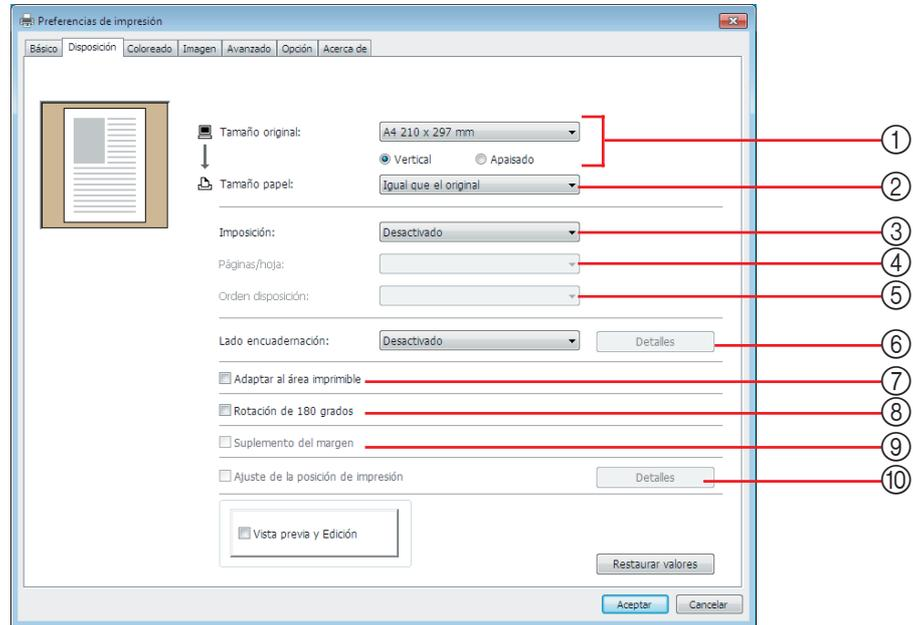 Preferencias de impresión
Básico Disposición Coloreado Imagen Avanzado Opción Acerca de
Tamaño original: A4 210 x 297 mm
①
Vertical Apaisado
Tamaño papel: Igual que el original ②
Imposición: Desactivado ③
Páginas/hoja: ④
Orden disposición: ⑤
Lado encuadernación: Desactivado Detalles ⑥
Adaptar al área imprimible ⑦
Rotación de 180 grados ⑧
Suplemento del margen ⑨
Ajuste de la posición de impresión Detalles ⑩
Vista previa y Edición
Restaurar valores
Aceptar Cancelar